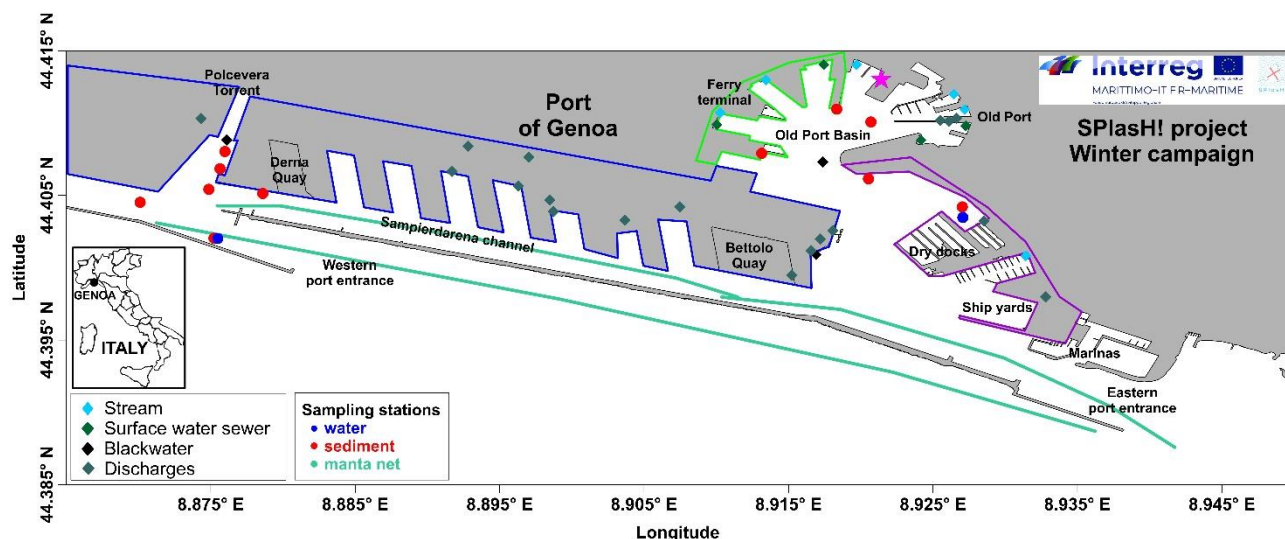 44.415° N
44.405° N
44.395° N
44.385° N
Latitude
8.875° E
8.885° E
8.895° E
8.905° E
8.915° E
8.925° E
8.935° E
8.945° E
Longitude
Polcevera
Torrent
Port
of Genoa
Ferry
terminal
Old Port Basin
Old Port
Interreg
MARITTIMO-IT FR-MARITIME
SPlasH!
SPlasH! project
Winter campaign
Derna
Quay
Sampierdarena channel
Bettolo
Quay
Dry docks
Ship yards
Marinas
Western
port entrance
Eastern
port entrance
GENOA
ITALY
Stream
Surface water sewer
Blackwater
Discharges
Sampling stations
water
sediment
manta net